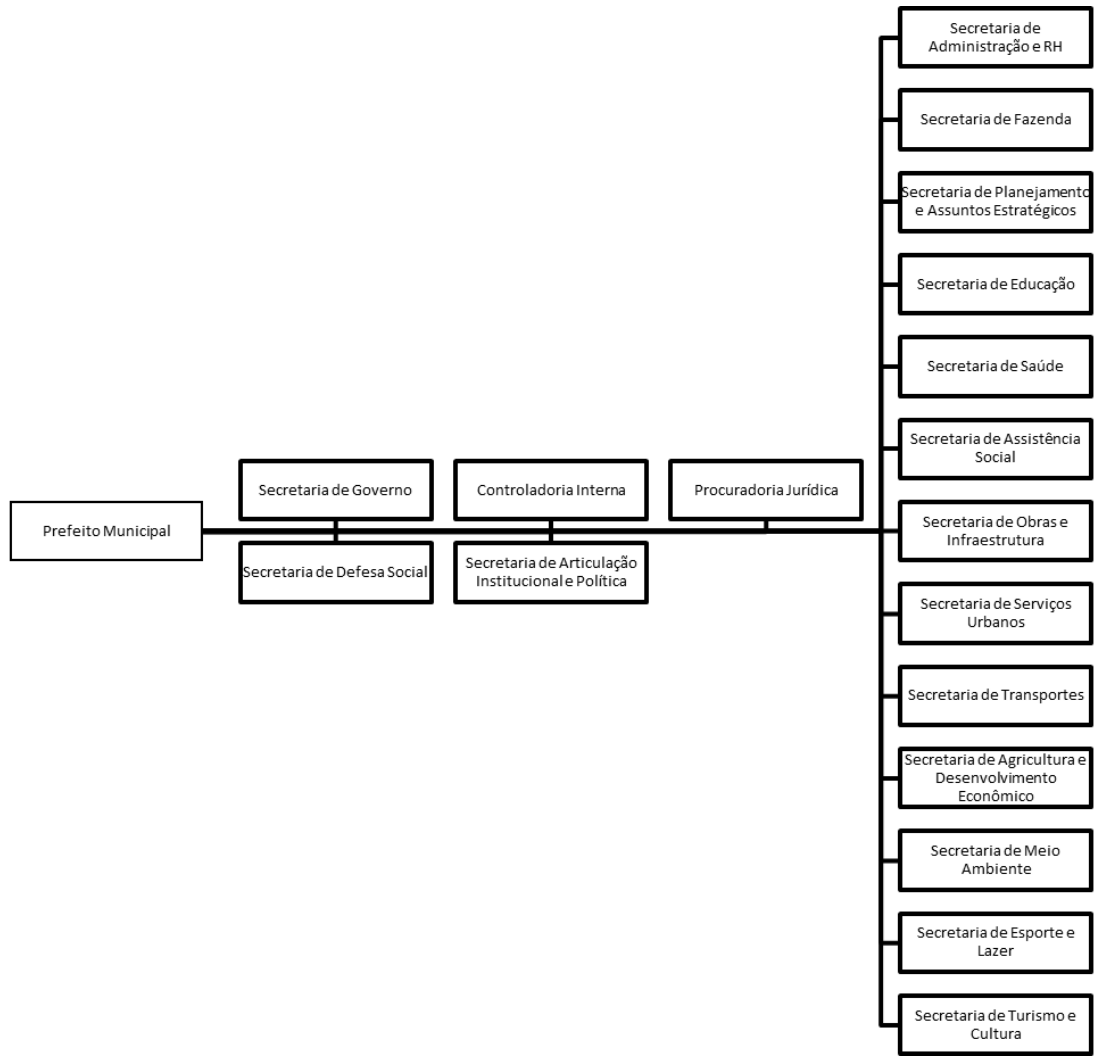 Prefeito Municipal
Secretaria de Governo
Secretaria de Defesa Social
Controladoria Interna
Secretaria de Articulação
Institucional e Política
Procuradoria Jurídica
Secretaria de
Administração e RH
Secretaria de Fazenda
Secretaria de Planejamento
e Assuntos Estratégicos
Secretaria de Educação
Secretaria de Saúde
Secretaria de Assistência
Social
Secretaria de Obras e
Infraestrutura
Secretaria de Serviços
Urbanos
Secretaria de Transportes
Secretaria de Agricultura e
Desenvolvimento
Econômico
Secretaria de Meio
Ambiente
Secretaria de Esporte e
Lazer
Secretaria de Turismo e
Cultura